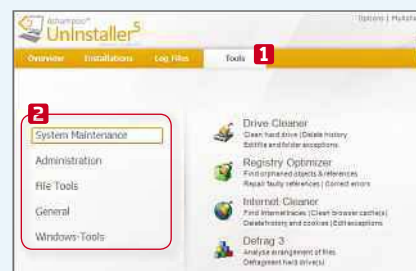 Ashampoo®
UnInstaller 5
Options | MyAsha
Overview Installations Log Files Tools
1
2
System Maintenance
Administration
File Tools
General
Windows-Tools
Drive Cleaner
Clean hard drive | Delete history
Edit file and folder exceptions
Registry Optimizer
Find orphaned objects & references
Repair faulty references | Correct errors
Internet Cleaner
Find Internet traces | Clean browser cache(s)
Delete history and cookies | Edit exceptions
Defrag 3
Analyse arrangement of files
Defragment hard drive(s)